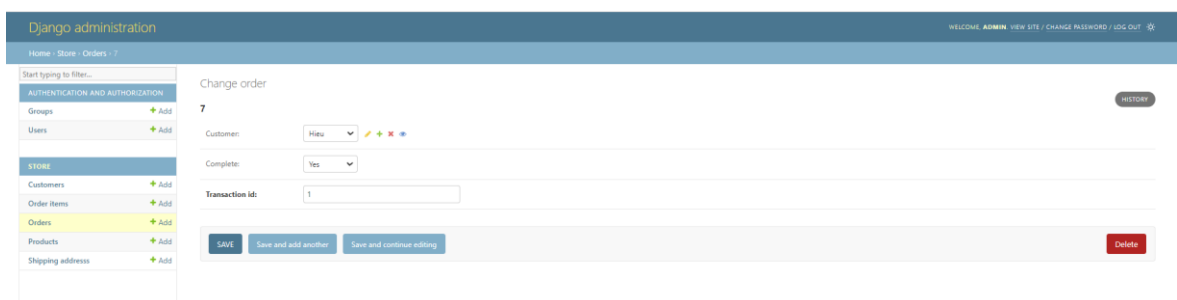 Django administration
WELCOME, ADMIN. VIEW SITE / CHANGE PASSWORD / LOG OUT
Home › Store › Orders › 7
Start typing to filter...
AUTHENTICATION AND AUTHORIZATION
Groups + Add
Users + Add
STORE
Customers + Add
Order items + Add
Orders + Add
Products + Add
Shipping addresss + Add
Change order
HISTORY
7
Customer: Hieu
Complete: Yes
Transaction id: 1
SAVE Save and add another Save and continue editing Delete